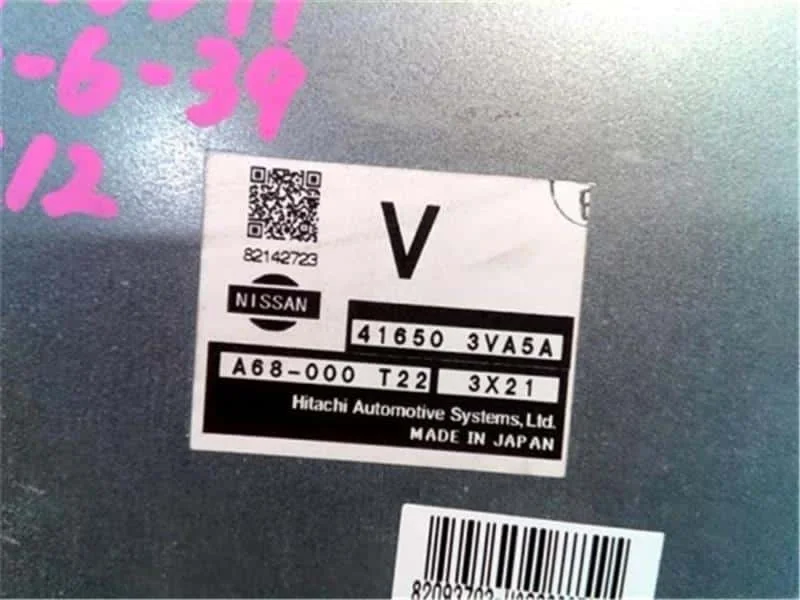 -6-39
12
82142723
V
NISSAN
41650 3VA5A
A68-000 T22 3X21
Hitachi Automotive Systems, Ltd.
MADE IN JAPAN